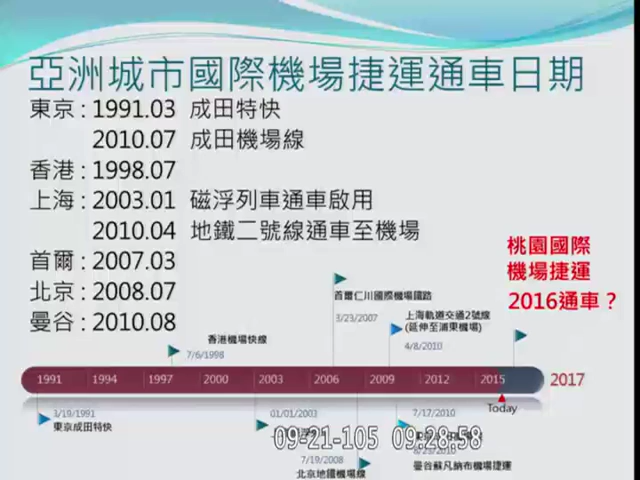 亞洲城市國際機場捷運通車日期
東京：1991.03 成田特快
2010.07 成田機場線
香港：1998.07
上海：2003.01 磁浮列車通車啟用
2010.04 地鐵二號線通車至機場
首爾：2007.03
北京：2008.07
曼谷：2010.08
桃園國際
機場捷運
2016通車？
首爾仁川國際機場鐵路
3/23/2007
上海軌道交通2號線
(延伸至浦東機場)
4/8/2010
香港機場快線
7/6/1998
1991 1994 1997 2000 2003 2006 2009 2012 2015 2017
Today
3/19/1991
東京成田特快
01/01/2003
7/17/2010
09-21-105 09:28:58
8/23/2010
7/19/2008
北京地鐵機場線
曼谷蘇凡納布機場捷運